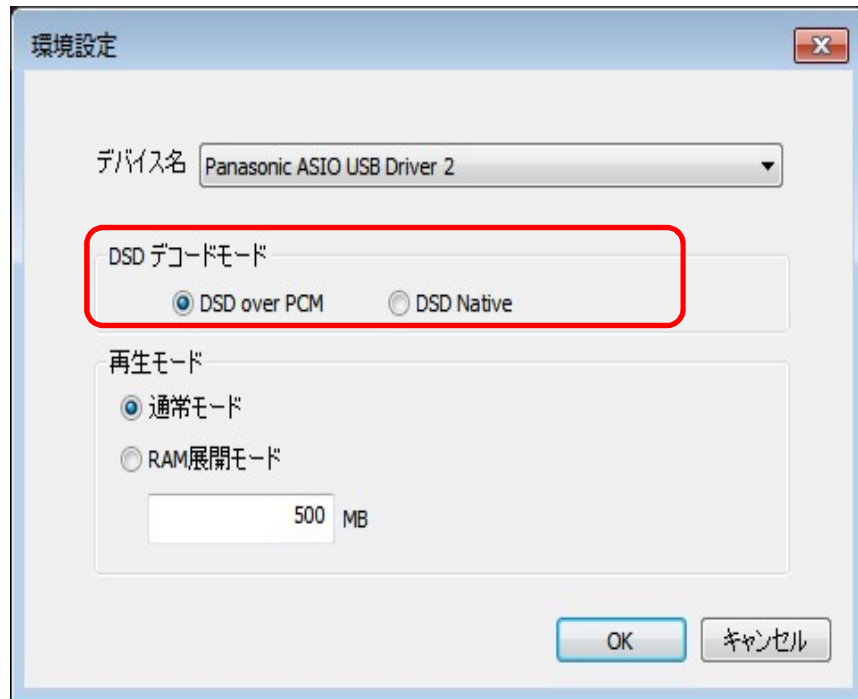 環境設定
デバイス名 Panasonic ASIO USB Driver 2
DSD デコードモード
DSD over PCM DSD Native
再生モード
通常モード
RAM展開モード
500 MB
OK キャンセル